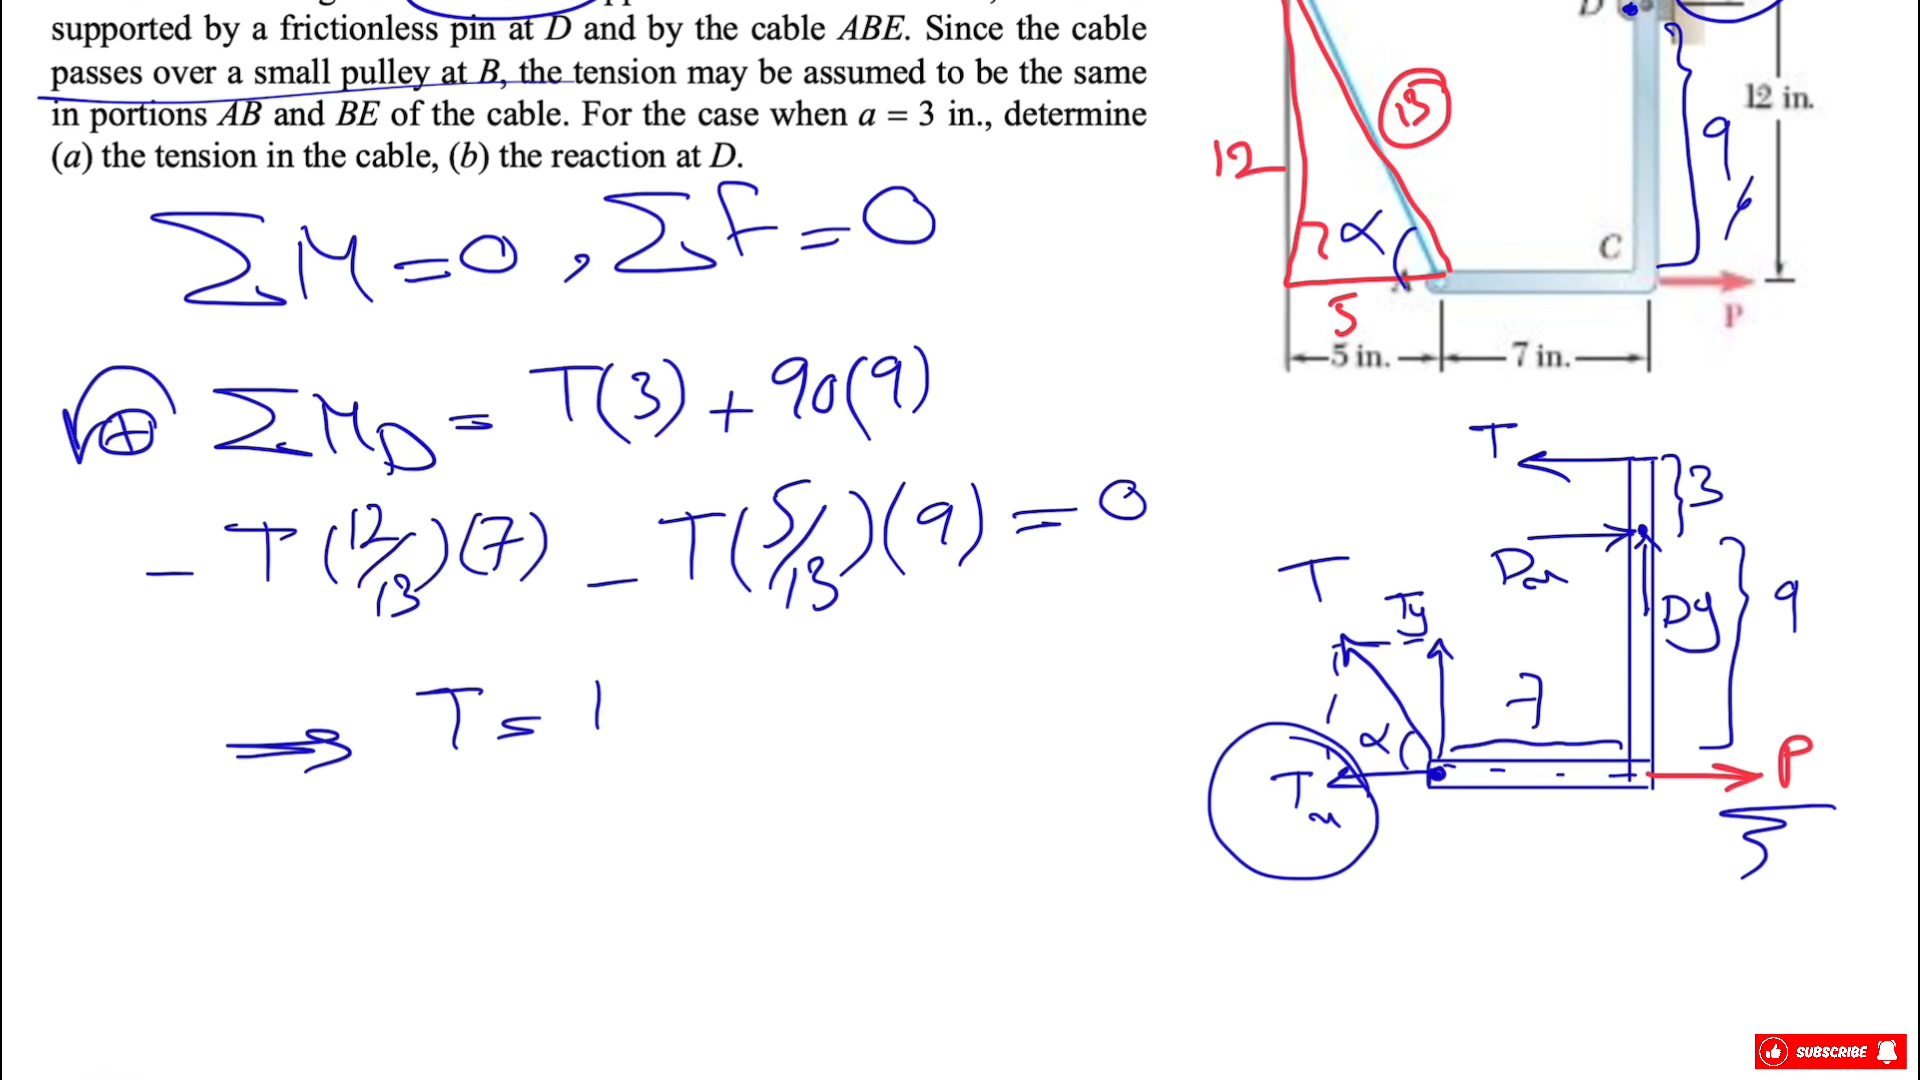 supported by a frictionless pin at D and by the cable ABE. Since the cable
passes over a small pulley at B, the tension may be assumed to be the same
in portions AB and BE of the cable. For the case when a = 3 in., determine
(a) the tension in the cable, (b) the reaction at D.
ΣM = 0 , ΣF = 0
⊕ ΣM_D = T(3) + 90(9)
- T(12/13)(7) - T(5/13)(9) = 0
⇒ T = 1
D
13
12 in.
12
9
α
C
A
5
P
5 in.
7 in.
T
3
Dx
T
Ty
Dy
9
7
α
Tx
P
SUBSCRIBE